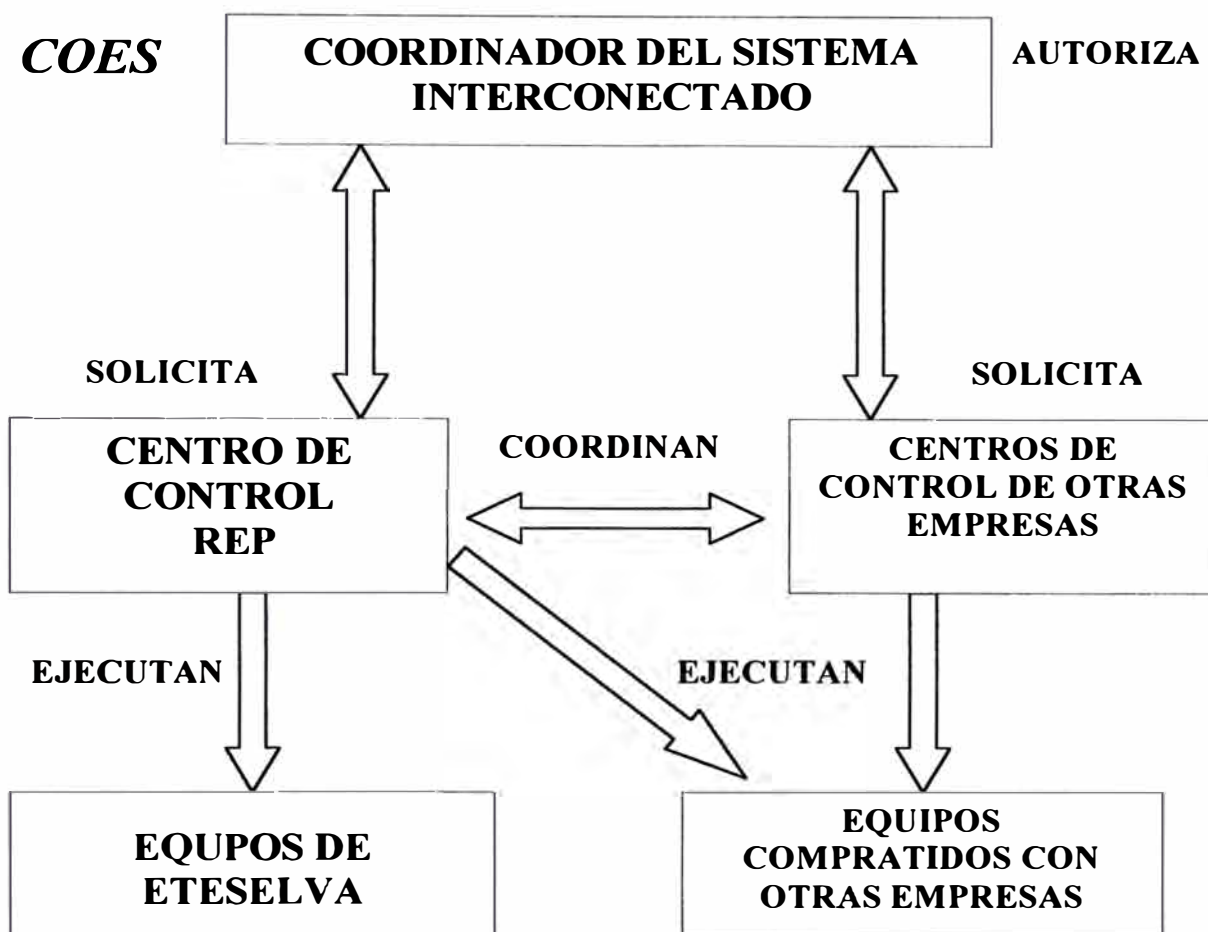 COES
COORDINADOR DEL SISTEMA
INTERCONECTADO
AUTORIZA
SOLICITA
SOLICITA
CENTRO DE
CONTROL
REP
COORDINAN
CENTROS DE
CONTROL DE OTRAS
EMPRESAS
EJECUTAN
EJECUTAN
EQUPOS DE
ETESELVA
EQUIPOS
COMPRATIDOS CON
OTRAS EMPRESAS